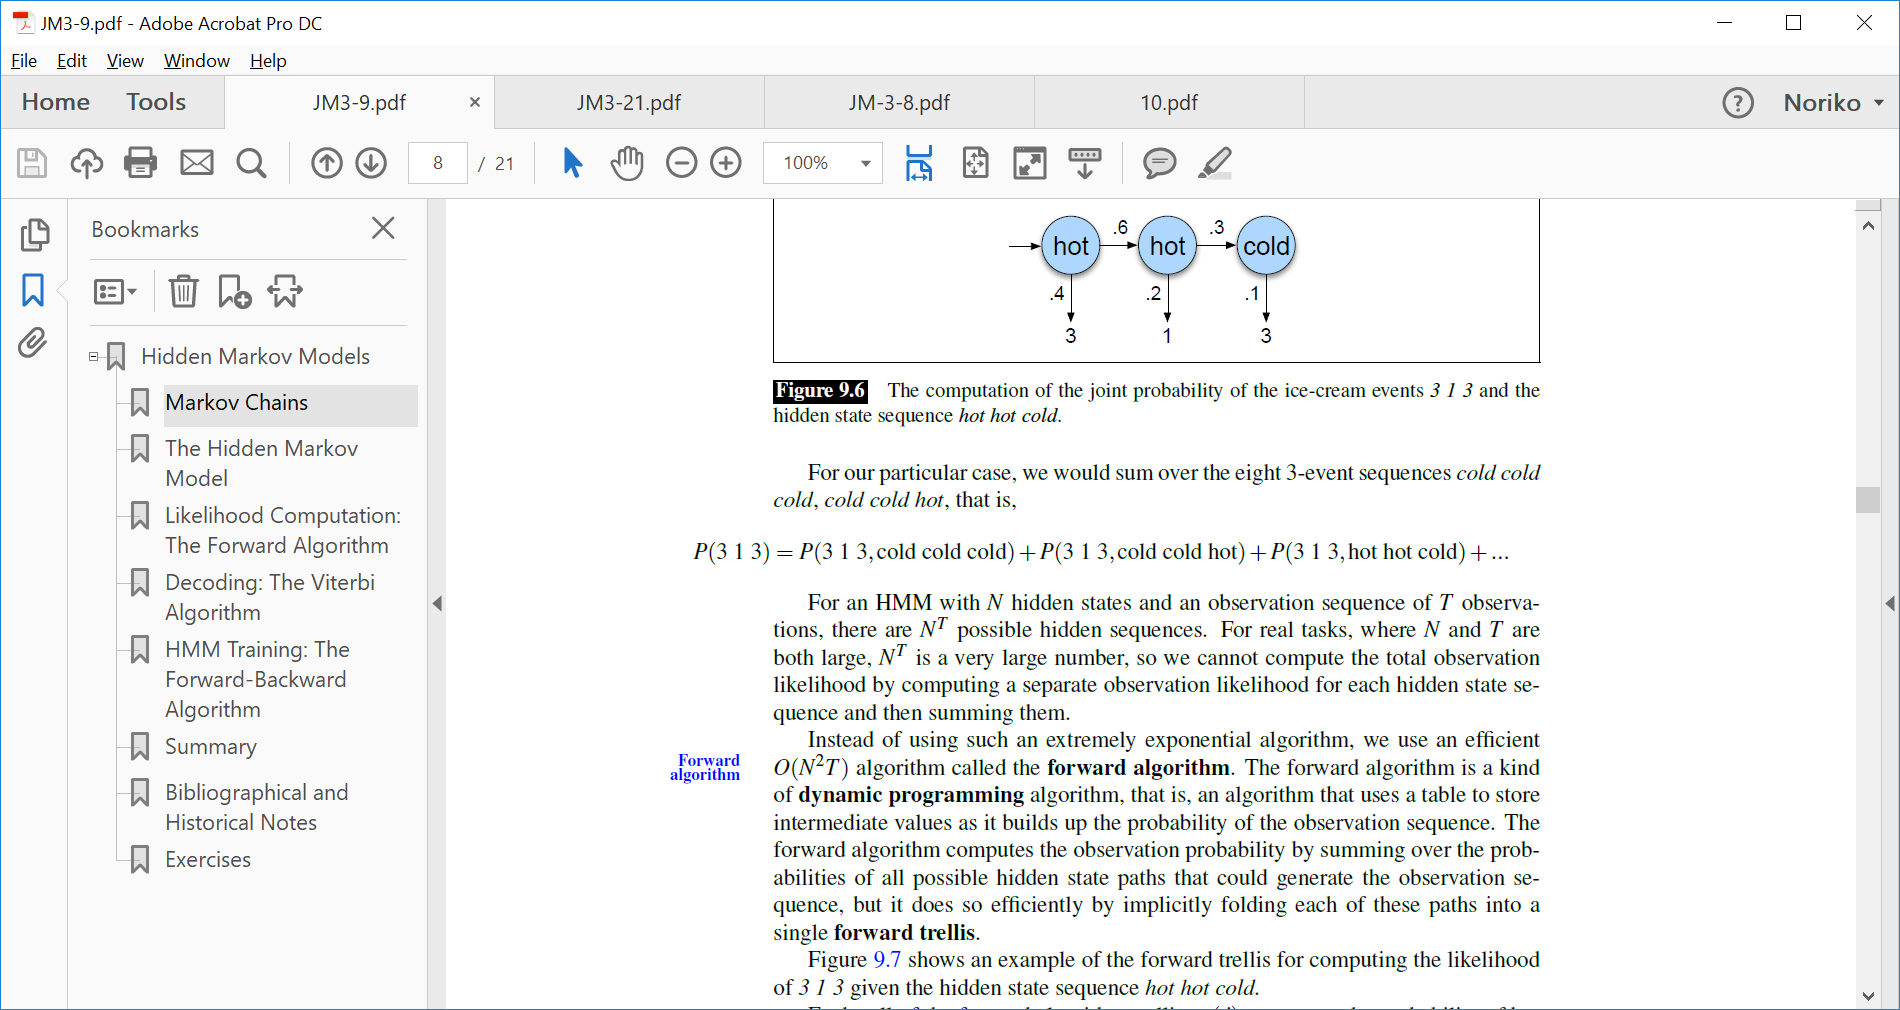 JM3-9.pdf - Adobe Acrobat Pro DC
File Edit View Window Help
Home Tools JM3-9.pdf × JM3-21.pdf JM-3-8.pdf 10.pdf ? Noriko
8 / 21 100%
Bookmarks
Hidden Markov Models
Markov Chains
The Hidden Markov
Model
Likelihood Computation:
The Forward Algorithm
Decoding: The Viterbi
Algorithm
HMM Training: The
Forward-Backward
Algorithm
Summary
Bibliographical and
Historical Notes
Exercises
.6 .3
hot hot cold
.4 .2 .1
3 1 3
Figure 9.6 The computation of the joint probability of the ice-cream events 3 1 3 and the
hidden state sequence hot hot cold.
For our particular case, we would sum over the eight 3-event sequences cold cold
cold, cold cold hot, that is,
P(3 1 3) = P(3 1 3, cold cold cold) + P(3 1 3, cold cold hot) + P(3 1 3, hot hot cold) + ...
For an HMM with N hidden states and an observation sequence of T observa-
tions, there are N^T possible hidden sequences. For real tasks, where N and T are
both large, N^T is a very large number, so we cannot compute the total observation
likelihood by computing a separate observation likelihood for each hidden state se-
quence and then summing them.
Instead of using such an extremely exponential algorithm, we use an efficient
Forward
algorithm
O(N²T) algorithm called the forward algorithm. The forward algorithm is a kind
of dynamic programming algorithm, that is, an algorithm that uses a table to store
intermediate values as it builds up the probability of the observation sequence. The
forward algorithm computes the observation probability by summing over the prob-
abilities of all possible hidden state paths that could generate the observation se-
quence, but it does so efficiently by implicitly folding each of these paths into a
single forward trellis.
Figure 9.7 shows an example of the forward trellis for computing the likelihood
of 3 1 3 given the hidden state sequence hot hot cold.